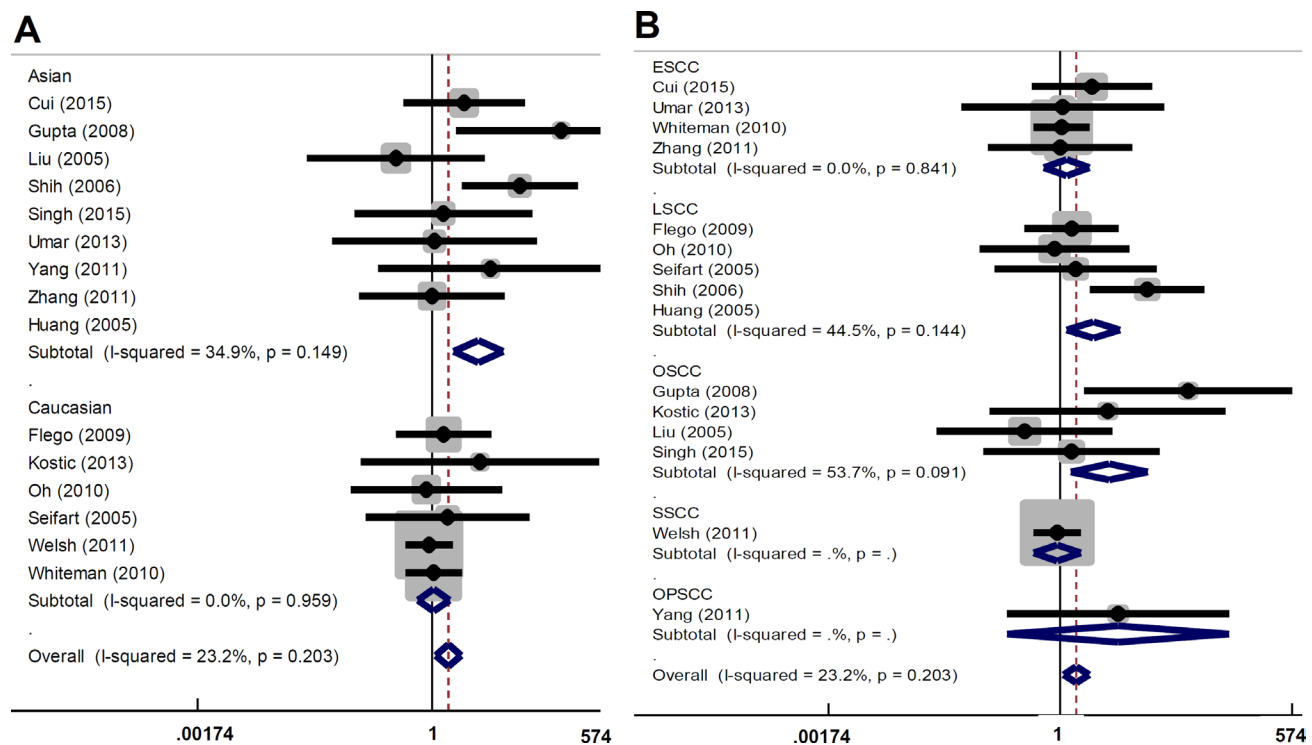 A
Asian
Cui (2015)
Gupta (2008)
Liu (2005)
Shih (2006)
Singh (2015)
Umar (2013)
Yang (2011)
Zhang (2011)
Huang (2005)
Subtotal (I-squared = 34.9%, p = 0.149)
.
Caucasian
Flego (2009)
Kostic (2013)
Oh (2010)
Seifart (2005)
Welsh (2011)
Whiteman (2010)
Subtotal (I-squared = 0.0%, p = 0.959)
.
Overall (I-squared = 23.2%, p = 0.203)
.00174 1 574
B
ESCC
Cui (2015)
Umar (2013)
Whiteman (2010)
Zhang (2011)
Subtotal (I-squared = 0.0%, p = 0.841)
.
LSCC
Flego (2009)
Oh (2010)
Seifart (2005)
Shih (2006)
Huang (2005)
Subtotal (I-squared = 44.5%, p = 0.144)
.
OSCC
Gupta (2008)
Kostic (2013)
Liu (2005)
Singh (2015)
Subtotal (I-squared = 53.7%, p = 0.091)
.
SSCC
Welsh (2011)
Subtotal (I-squared = .%, p = .)
.
OPSCC
Yang (2011)
Subtotal (I-squared = .%, p = .)
.
Overall (I-squared = 23.2%, p = 0.203)
.00174 1 574